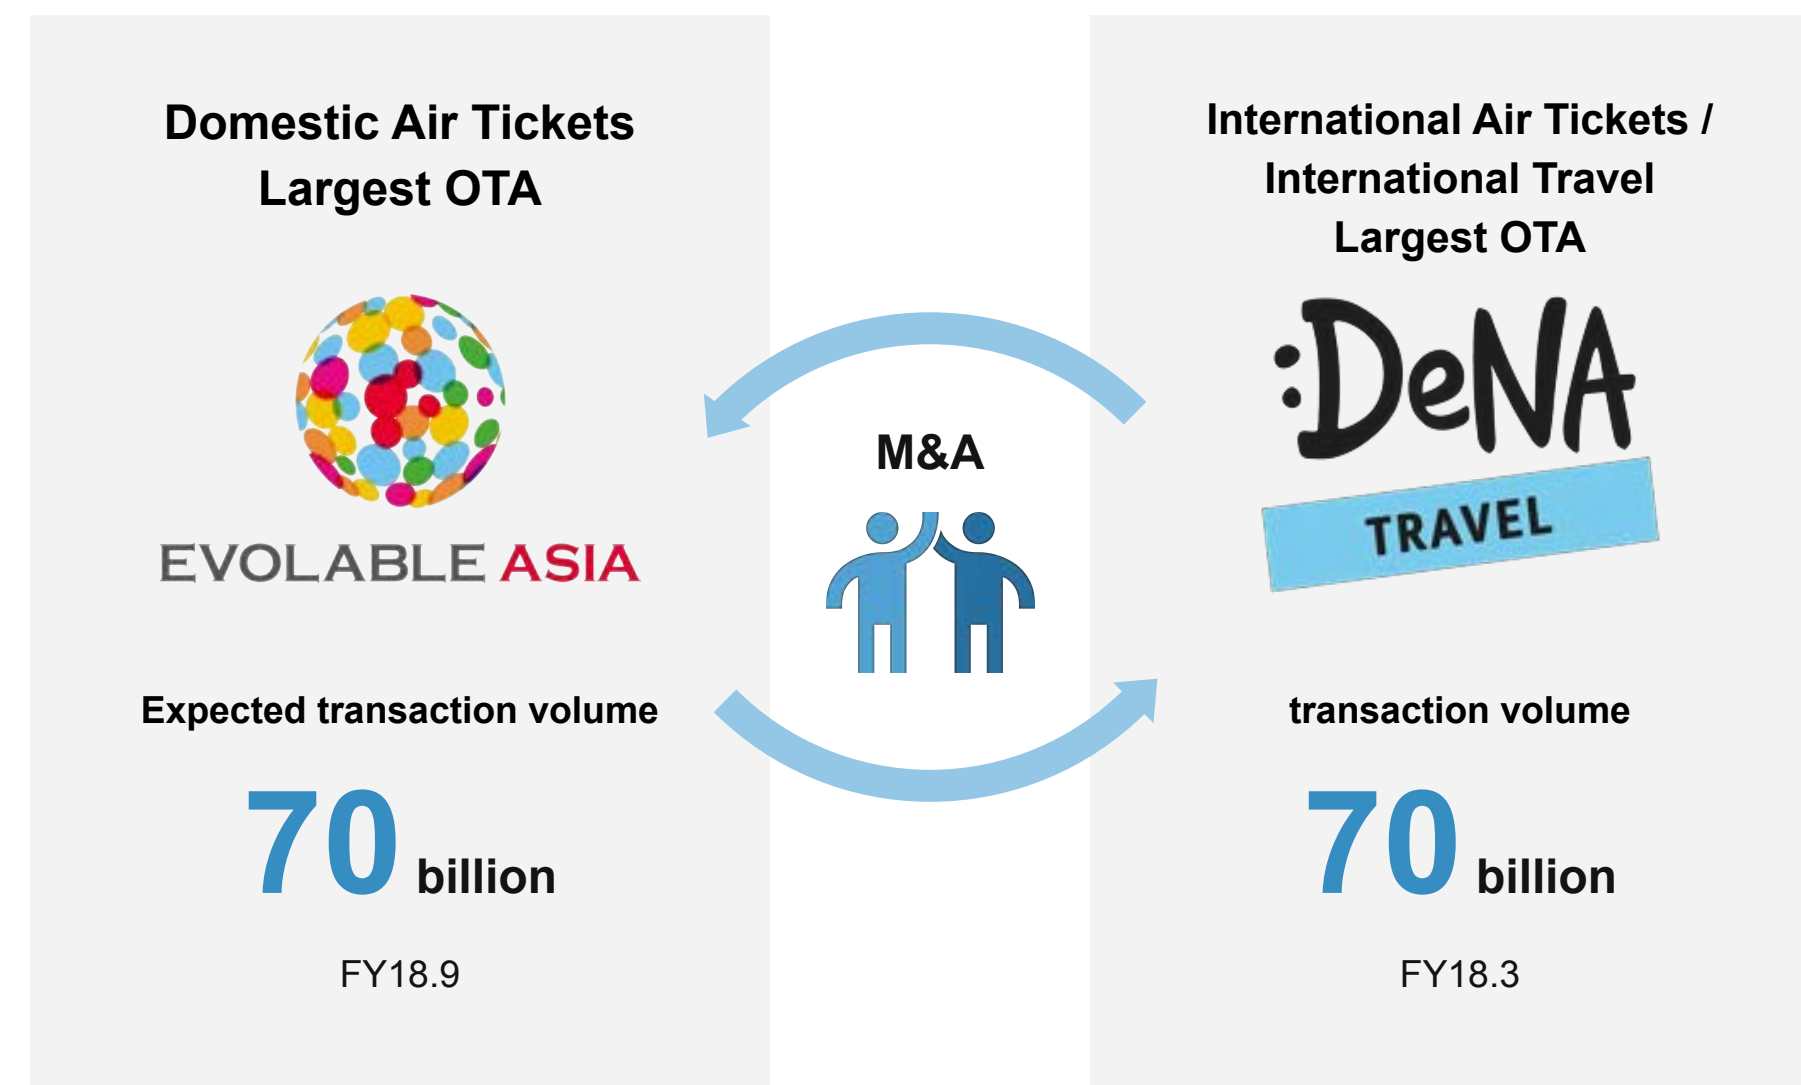 Domestic Air Tickets
Largest OTA
EVOLABLE ASIA
Expected transaction volume
70 billion
FY18.9
M&A
International Air Tickets /
International Travel
Largest OTA
:DeNA
TRAVEL
transaction volume
70 billion
FY18.3